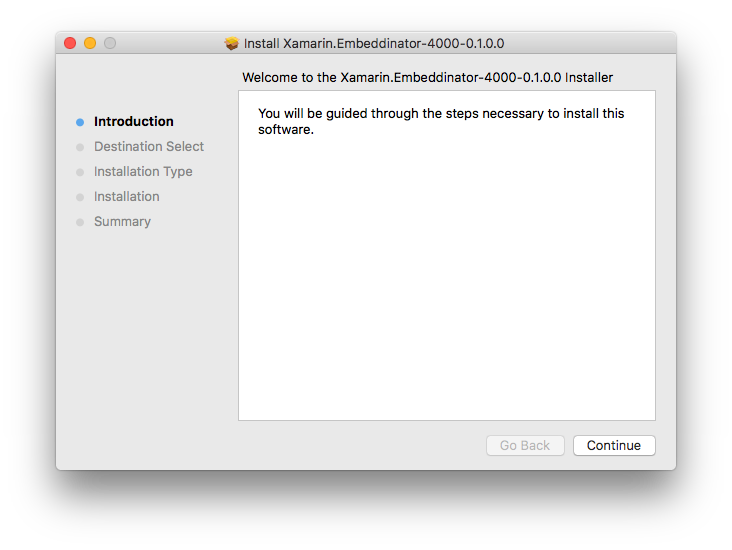 Install Xamarin.Embeddinator-4000-0.1.0.0
Welcome to the Xamarin.Embeddinator-4000-0.1.0.0 Installer
Introduction
Destination Select
Installation Type
Installation
Summary
You will be guided through the steps necessary to install this
software.
Go Back
Continue